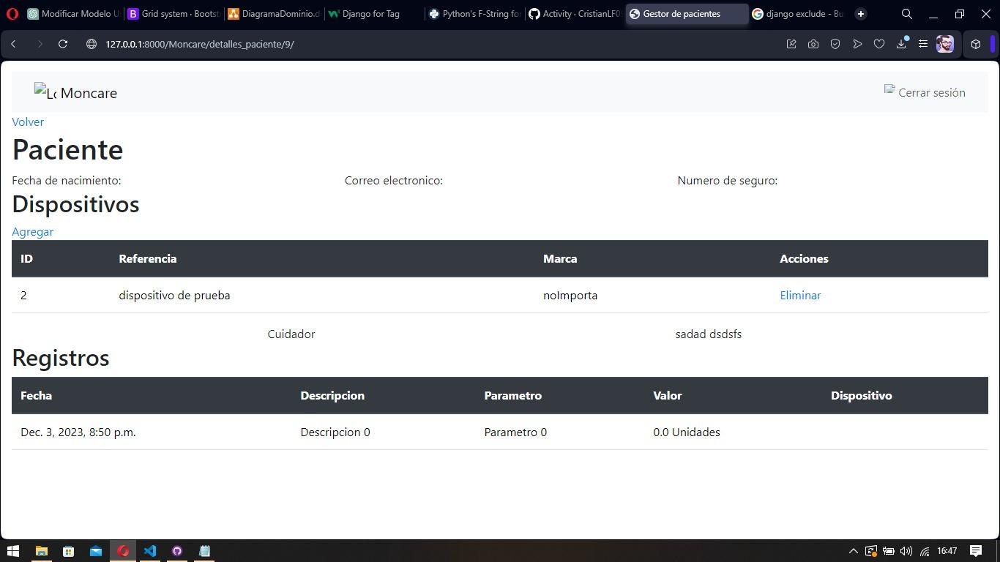 Modificar Modelo U
Grid system · Bootst
DiagramaDominio.d
Django for Tag
Python's F-String for
Activity · CristianLF0
Gestor de pacientes
django exclude - Bu
127.0.0.1:8000/Moncare/detalles_paciente/9/
Lo Moncare
Cerrar sesión
Volver
Paciente
Fecha de nacimiento: Correo electronico: Numero de seguro:
Dispositivos
Agregar
ID Referencia Marca Acciones
2 dispositivo de prueba noImporta Eliminar
Cuidador sadad dsdsfs
Registros
Fecha Descripcion Parametro Valor Dispositivo
Dec. 3, 2023, 8:50 p.m. Descripcion 0 Parametro 0 0.0 Unidades
16:47